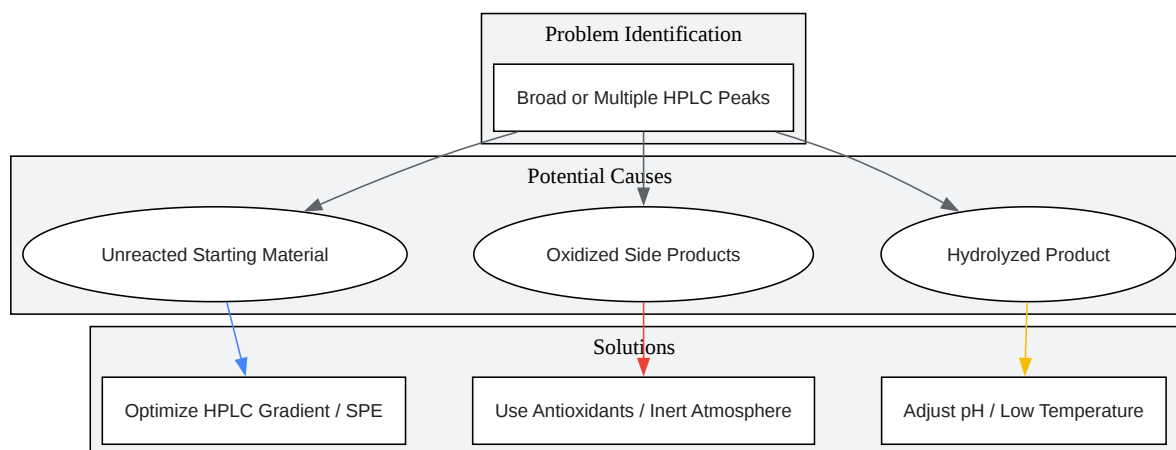 Problem Identification
Broad or Multiple HPLC Peaks
Potential Causes
Unreacted Starting Material
Oxidized Side Products
Hydrolyzed Product
Solutions
Optimize HPLC Gradient / SPE
Use Antioxidants / Inert Atmosphere
Adjust pH / Low Temperature